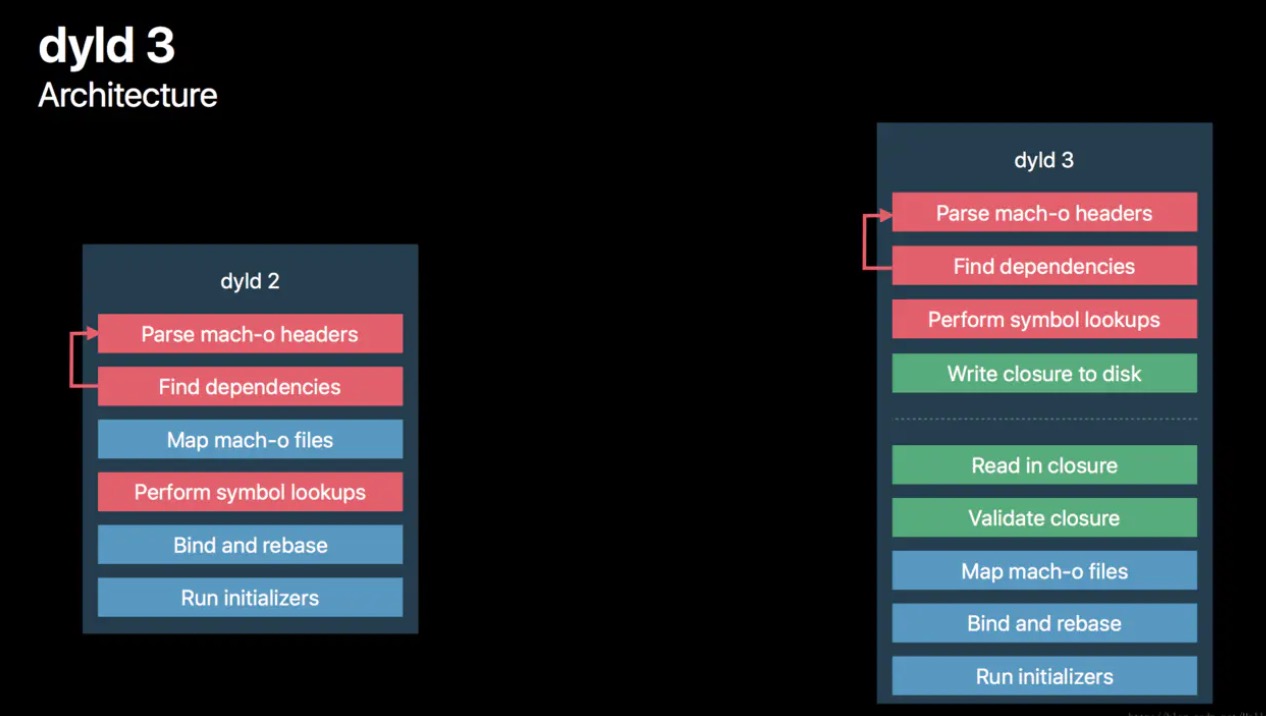 dyld 3
Architecture
dyld 2
Parse mach-o headers
Find dependencies
Map mach-o files
Perform symbol lookups
Bind and rebase
Run initializers
dyld 3
Parse mach-o headers
Find dependencies
Perform symbol lookups
Write closure to disk
Read in closure
Validate closure
Map mach-o files
Bind and rebase
Run initializers